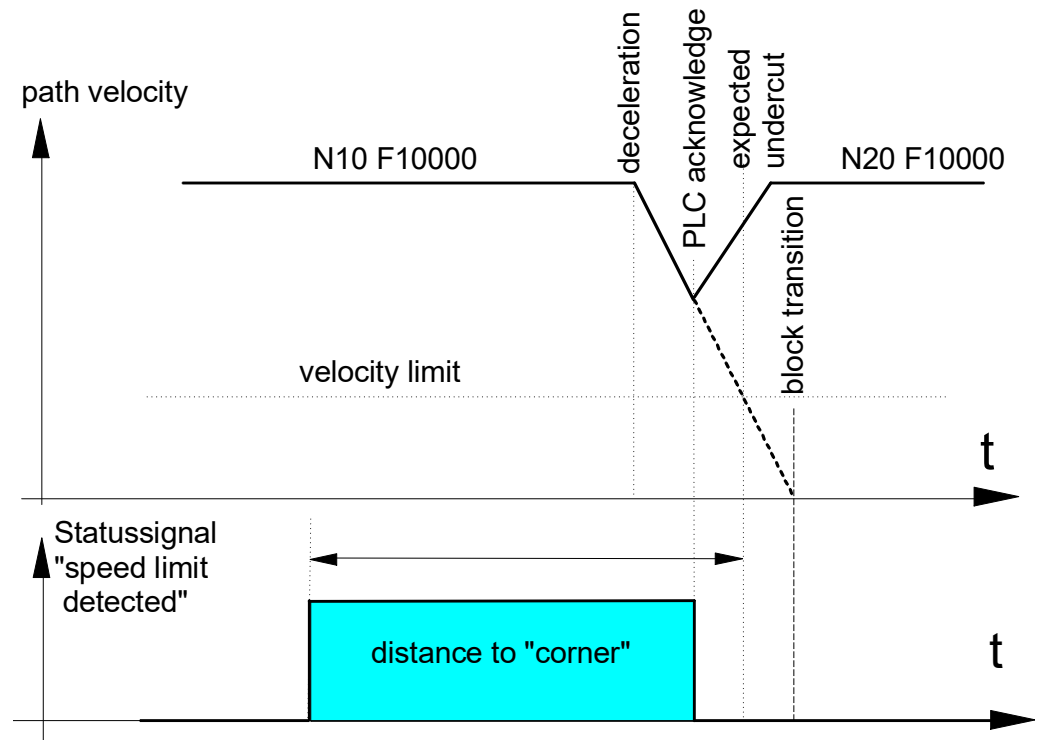 path velocity
N10 F10000
deceleration
PLC acknowledge
expected
undercut
N20 F10000
block transition
velocity limit
t
Statussignal
"speed limit
detected"
distance to "corner"
t